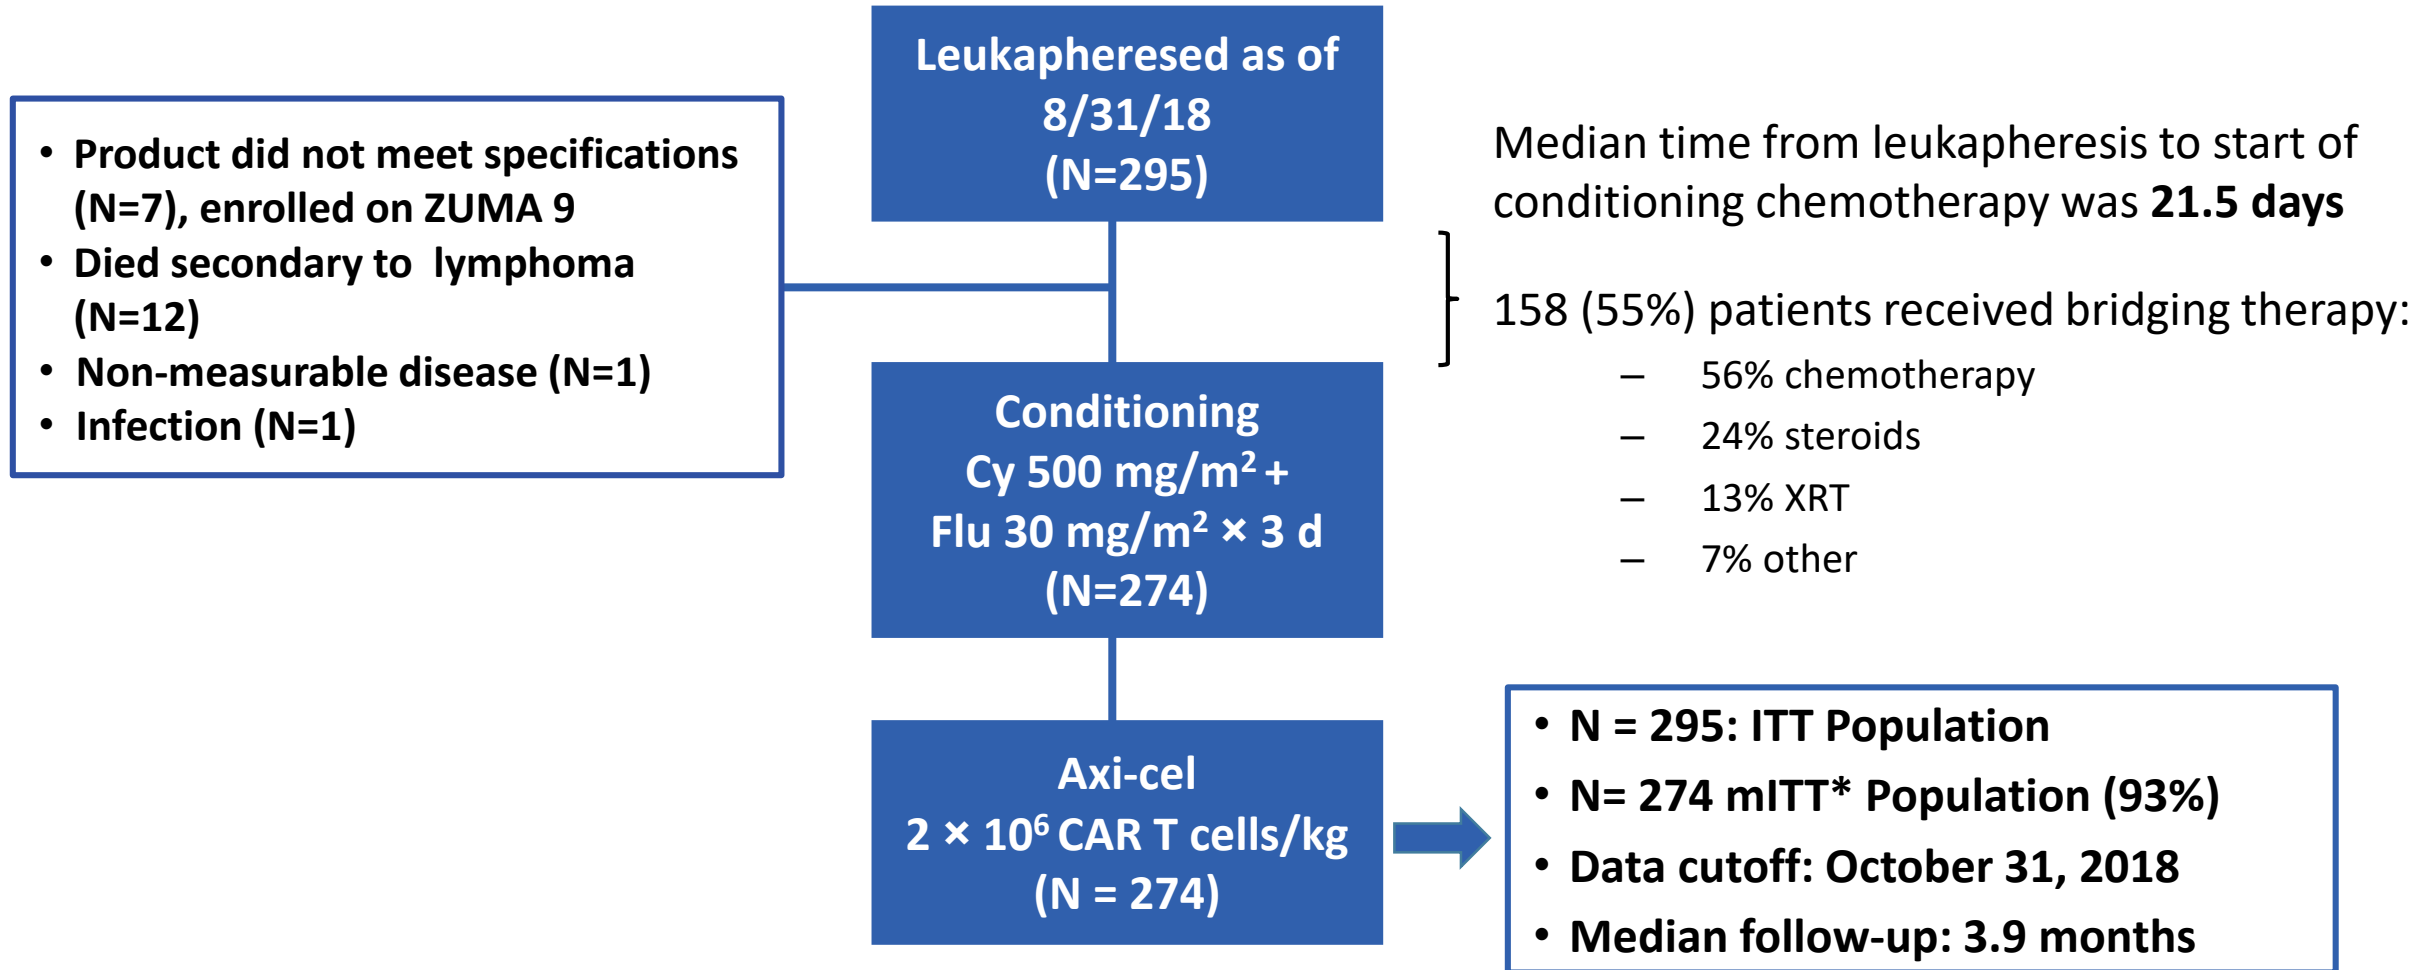 Leukapheresed as of
8/31/18
(N=295)
• Product did not meet specifications
(N=7), enrolled on ZUMA 9
• Died secondary to  lymphoma
(N=12)
• Non-measurable disease (N=1)
• Infection (N=1)
Median time from leukapheresis to start of
conditioning chemotherapy was 21.5 days
158 (55%) patients received bridging therapy:
– 56% chemotherapy
– 24% steroids
– 13% XRT
– 7% other
Conditioning
Cy 500 mg/m² +
Flu 30 mg/m² × 3 d
(N=274)
Axi-cel
2 × 10⁶ CAR T cells/kg
(N = 274)
• N = 295: ITT Population
• N= 274 mITT* Population (93%)
• Data cutoff: October 31, 2018
• Median follow-up: 3.9 months